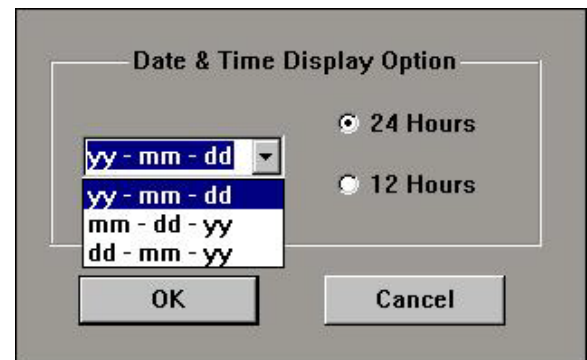 Date & Time Display Option
24 Hours
yy - mm - dd
12 Hours
yy - mm - dd
mm - dd - yy
dd - mm - yy
OK
Cancel